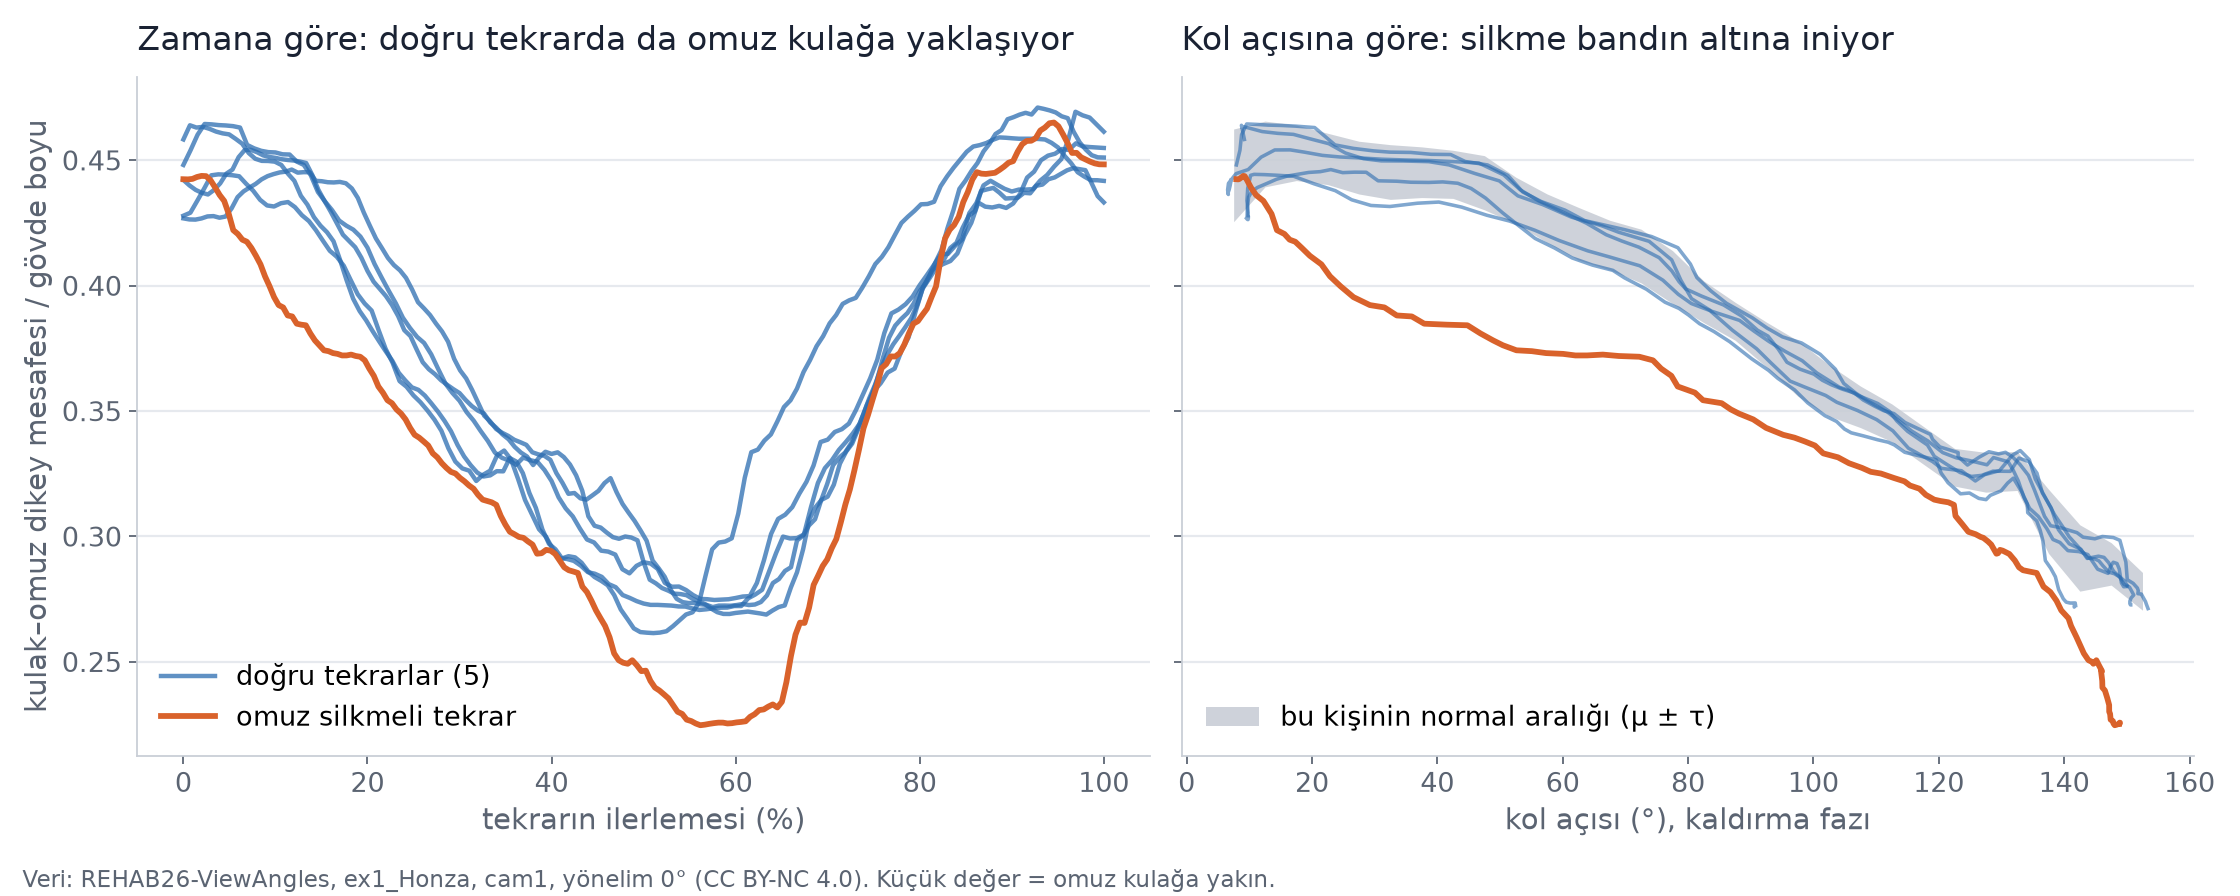 Zamana göre: doğru tekrarda da omuz kulağa yaklaşıyor
kulak–omuz dikey mesafesi / gövde boyu
0.45
0.40
0.35
0.30
0.25
doğru tekrarlar (5)
omuz silkmeli tekrar
0 20 40 60 80 100
tekrarın ilerlemesi (%)
Kol açısına göre: silkme bandın altına iniyor
bu kişinin normal aralığı (μ ± τ)
0 20 40 60 80 100 120 140 160
kol açısı (°), kaldırma fazı
Veri: REHAB26-ViewAngles, ex1_Honza, cam1, yönelim 0° (CC BY-NC 4.0). Küçük değer = omuz kulağa yakın.